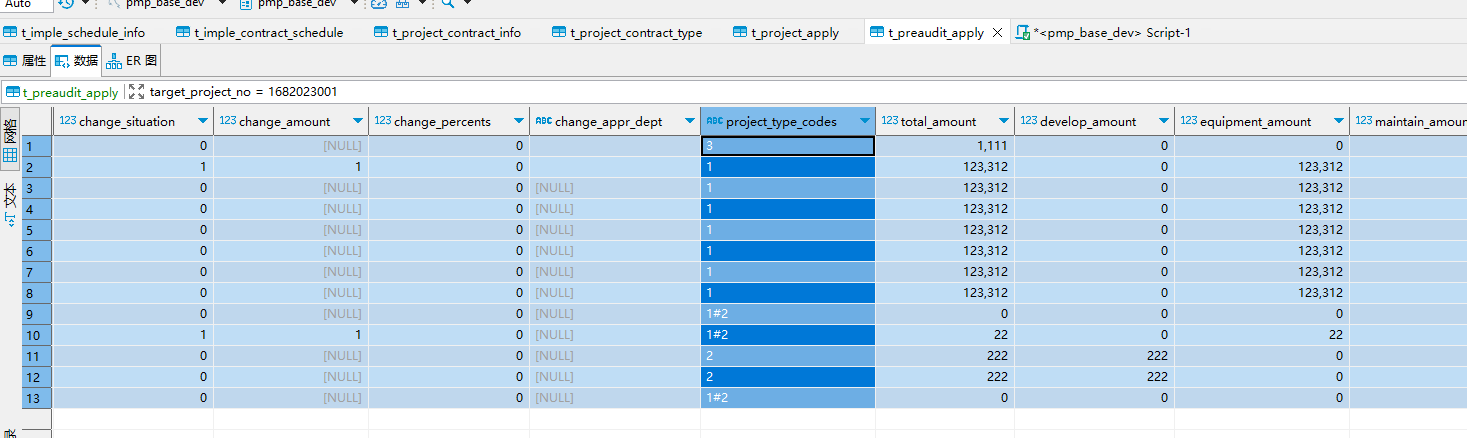 Auto pmp_base_dev pmp_base_dev
t_imple_schedule_info t_imple_contract_schedule t_project_contract_info t_project_contract_type t_project_apply t_preaudit_apply *<pmp_base_dev> Script-1
属性 数据 ER 图
t_preaudit_apply target_project_no = 1682023001
网格
文本
123 change_situation 123 change_amount 123 change_percents ABC change_appr_dept ABC project_type_codes 123 total_amount 123 develop_amount 123 equipment_amount 123 maintain_amoun
1 0 [NULL] 0 3 1,111 0 0
2 1 1 0 1 123,312 0 123,312
3 0 [NULL] 0 [NULL] 1 123,312 0 123,312
4 0 [NULL] 0 [NULL] 1 123,312 0 123,312
5 0 [NULL] 0 [NULL] 1 123,312 0 123,312
6 0 [NULL] 0 [NULL] 1 123,312 0 123,312
7 0 [NULL] 0 [NULL] 1 123,312 0 123,312
8 0 [NULL] 0 [NULL] 1 123,312 0 123,312
9 0 [NULL] 0 [NULL] 1#2 0 0 0
10 1 1 0 [NULL] 1#2 22 0 22
11 0 [NULL] 0 [NULL] 2 222 222 0
12 0 [NULL] 0 [NULL] 2 222 222 0
13 0 [NULL] 0 [NULL] 1#2 0 0 0